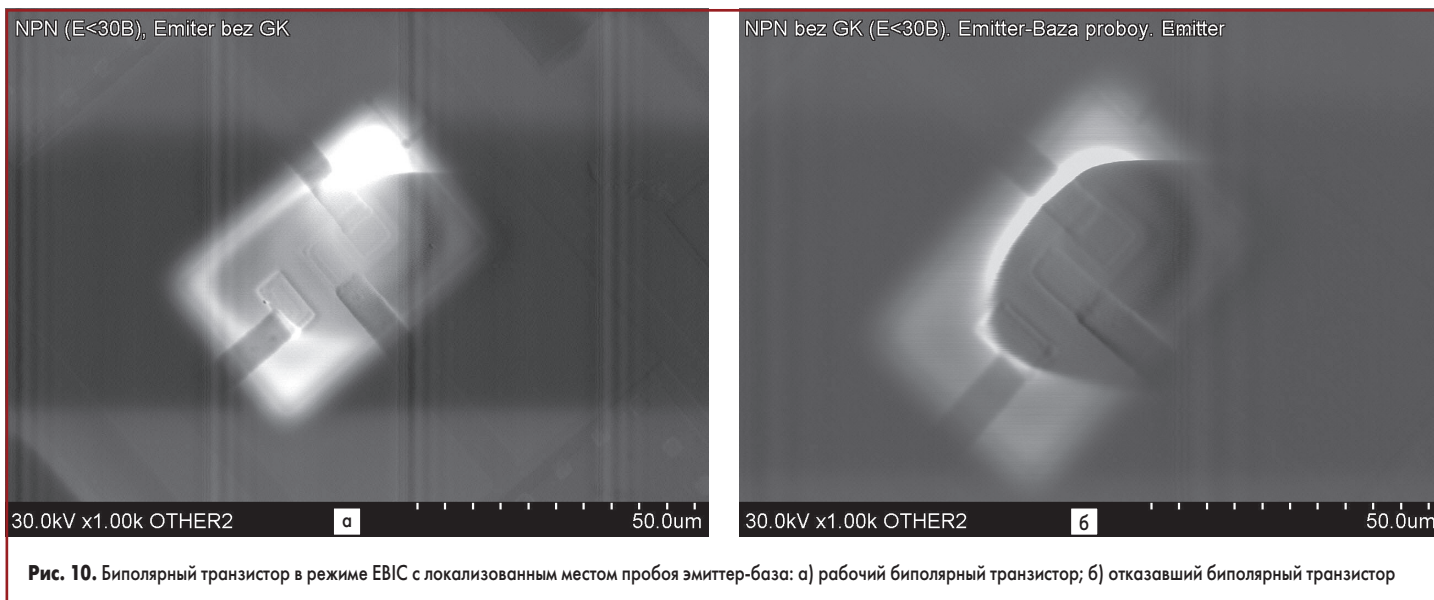 NPN (E<30B), Emiter bez GK
NPN bez GK (E<30B). Emitter-Baza proboy. Emitter
30.0kV x1.00k OTHER2
а
50.0um
30.0kV x1.00k OTHER2
б
50.0um
Рис. 10. Биполярный транзистор в режиме EBIC с локализованным местом пробоя эмиттер-база: а) рабочий биполярный транзистор; б) отказавший биполярный транзистор